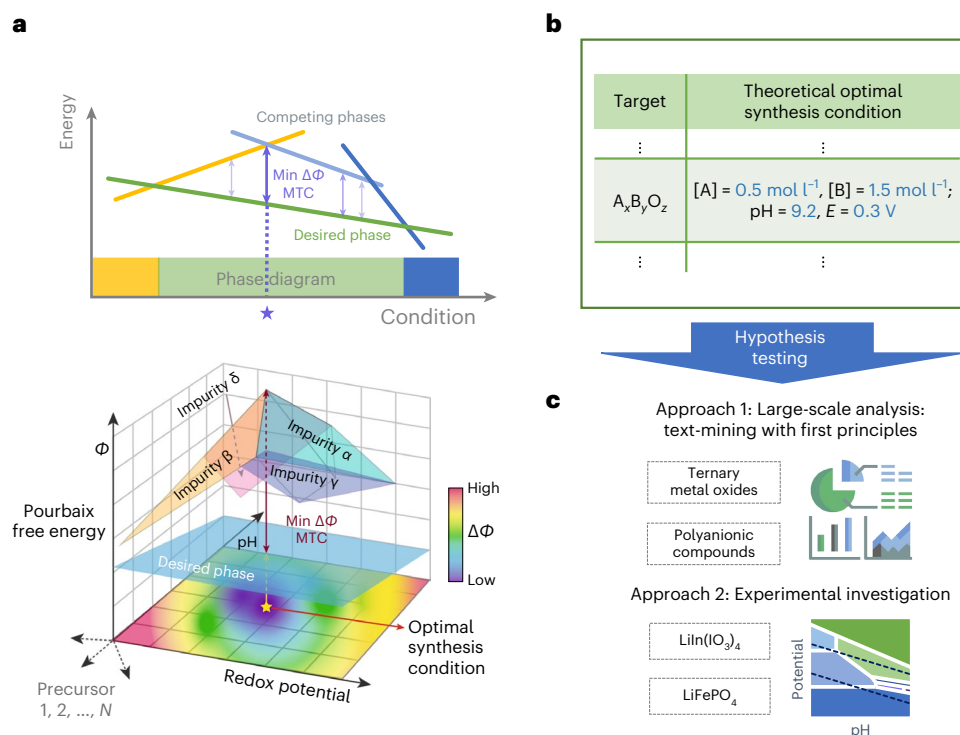 a
Energy
Competing phases
Min ΔΦ
MTC
Desired phase
Phase diagram
Condition
Φ
Pourbaix
free energy
Impurity δ
Impurity β
Impurity α
Impurity γ
Min ΔΦ
MTC
pH
Desired phase
High
ΔΦ
Low
Optimal
synthesis
condition
Redox potential
Precursor
1, 2, ..., N
b
Target
Theoretical optimal
synthesis condition
⋮ ⋮
AₓBᵧO_z
[A] = 0.5 mol l⁻¹, [B] = 1.5 mol l⁻¹;
pH = 9.2, E = 0.3 V
⋮ ⋮
Hypothesis
testing
c
Approach 1: Large-scale analysis:
text-mining with first principles
Ternary
metal oxides
Polyanionic
compounds
Approach 2: Experimental investigation
LiIn(IO₃)₄
LiFePO₄
Potential
pH